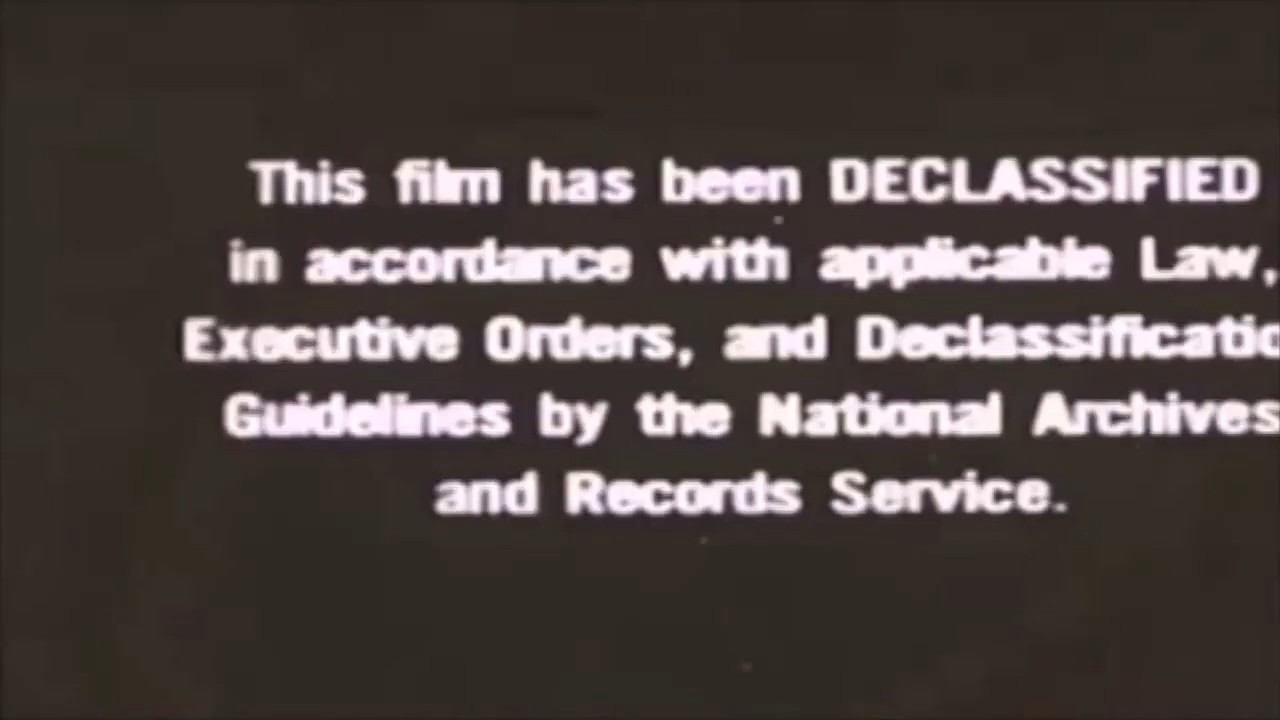 This film has been DECLASSIFIED
in accordance with applicable Law,
Executive Orders, and Declassificatio
Guidelines by the National Archives
and Records Service.